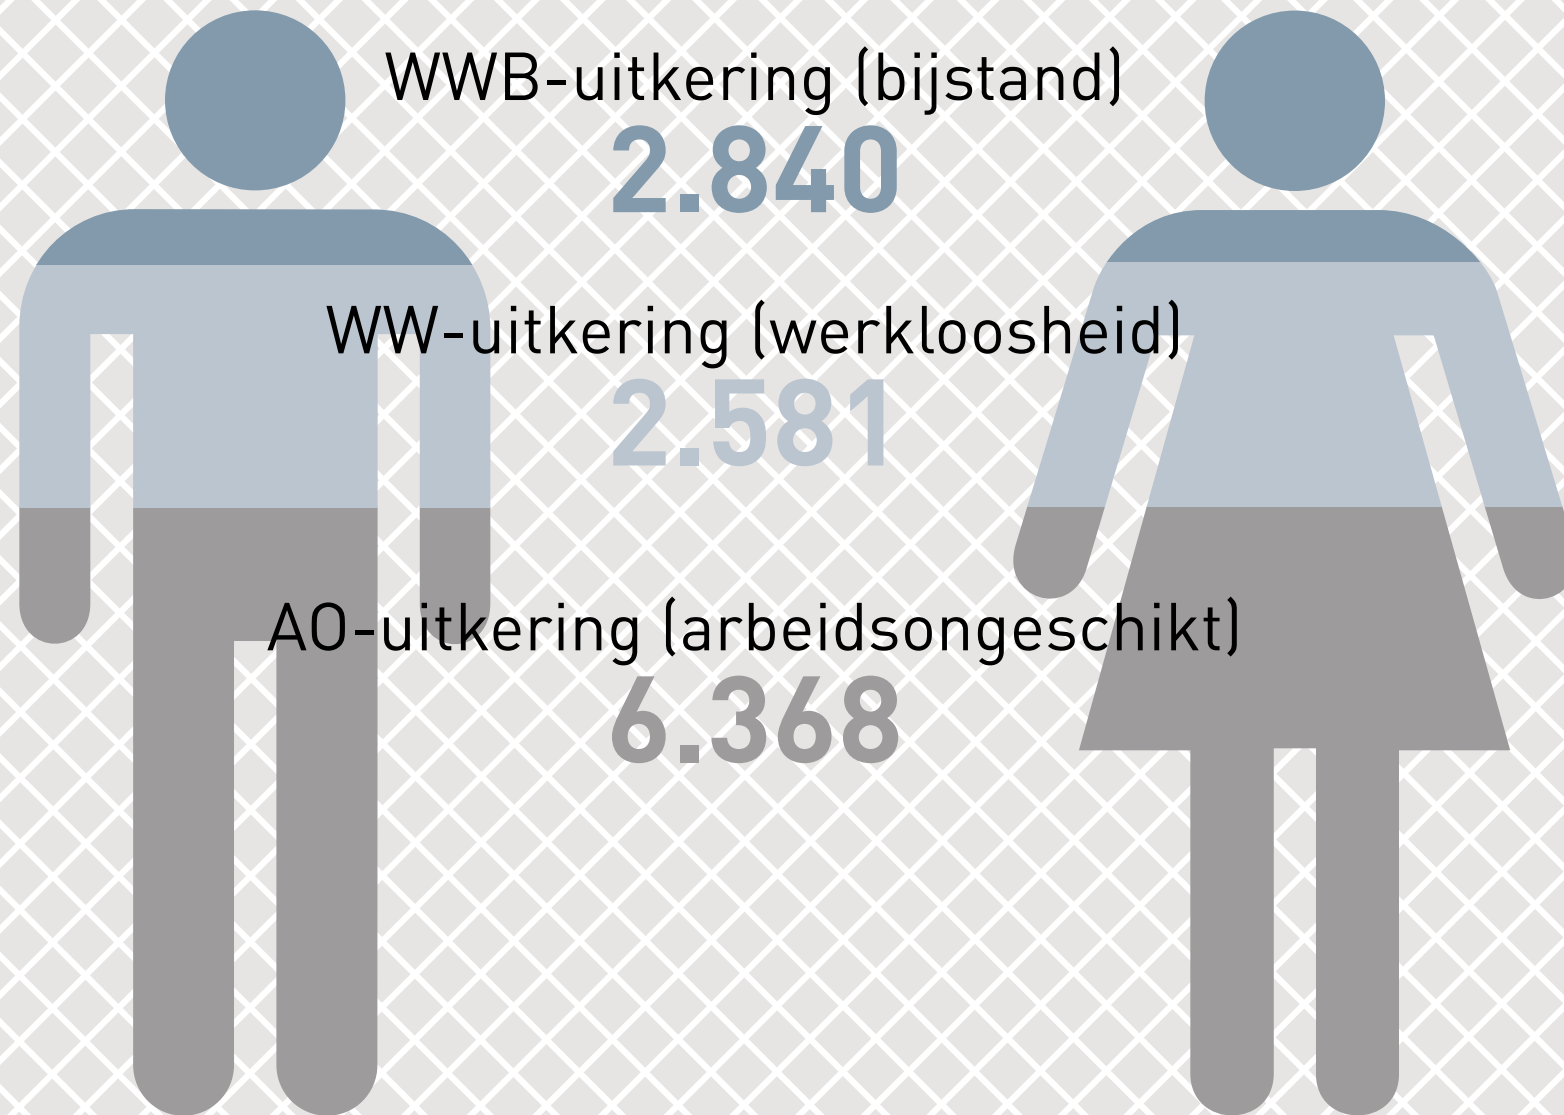 WWB-uitkering (bijstand)
2.840
WW-uitkering (werkloosheid)
2.581
AO-uitkering (arbeidsongeschikt)
6.368